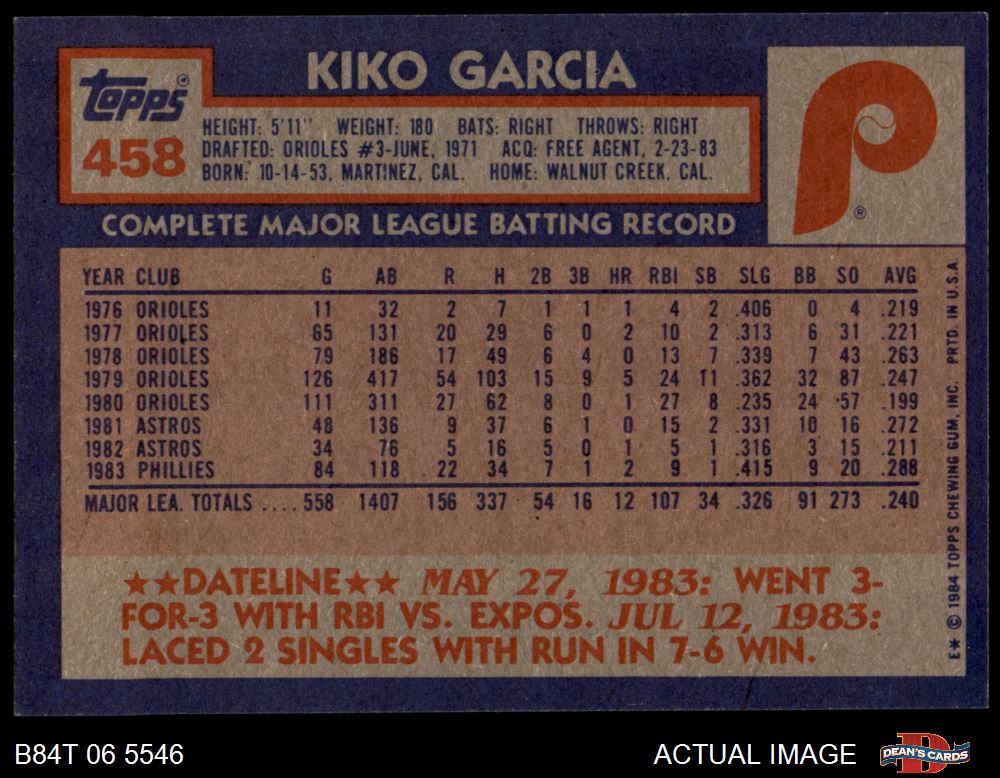 KIKO GARCIA
TOPPS ®
458
HEIGHT: 5'11" WEIGHT: 180 BATS: RIGHT THROWS: RIGHT
DRAFTED: ORIOLES #3-JUNE, 1971 ACQ: FREE AGENT, 2-23-83
BORN: 10-14-53, MARTINEZ, CAL. HOME: WALNUT CREEK, CAL.
P ®
COMPLETE MAJOR LEAGUE BATTING RECORD
YEAR CLUB G AB R H 2B 3B HR RBI SB SLG BB SO AVG
1976 ORIOLES 11 32 2 7 1 1 1 4 2 .406 0 4 .219
1977 ORIOLES 65 131 20 29 6 0 2 10 2 .313 6 31 .221
1978 ORIOLES 79 186 17 49 6 4 0 13 7 .339 7 43 .263
1979 ORIOLES 126 417 54 103 15 9 5 24 11 .362 32 87 .247
1980 ORIOLES 111 311 27 62 8 0 1 27 8 .235 24 57 .199
1981 ASTROS 48 136 9 37 6 1 0 15 2 .331 10 16 .272
1982 ASTROS 34 76 5 16 5 0 1 5 1 .316 3 15 .211
1983 PHILLIES 84 118 22 34 7 1 2 9 1 .415 9 20 .288
MAJOR LEA. TOTALS .... 558 1407 156 337 54 16 12 107 34 .326 91 273 .240
★★DATELINE★★ MAY 27, 1983: WENT 3-
FOR-3 WITH RBI VS. EXPOS. JUL 12, 1983:
LACED 2 SINGLES WITH RUN IN 7-6 WIN.
E* © 1984 TOPPS CHEWING GUM, INC. PRTD. IN U.S.A.
B84T 06 5546 ACTUAL IMAGE
D
DEAN'S CARDS